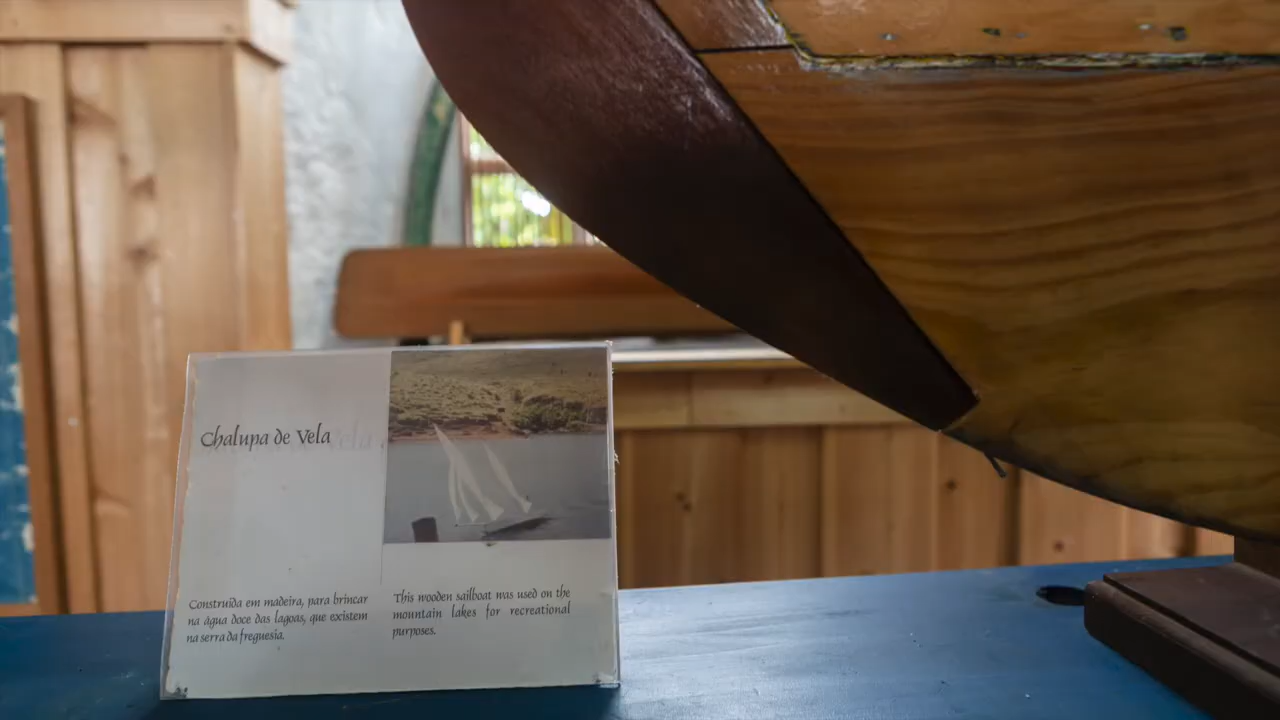 Chalupa de Vela
Construída em madeira, para brincar
na água doce das lagoas, que existem
na serra da freguesia.
This wooden sailboat was used on the
mountain lakes for recreational
purposes.